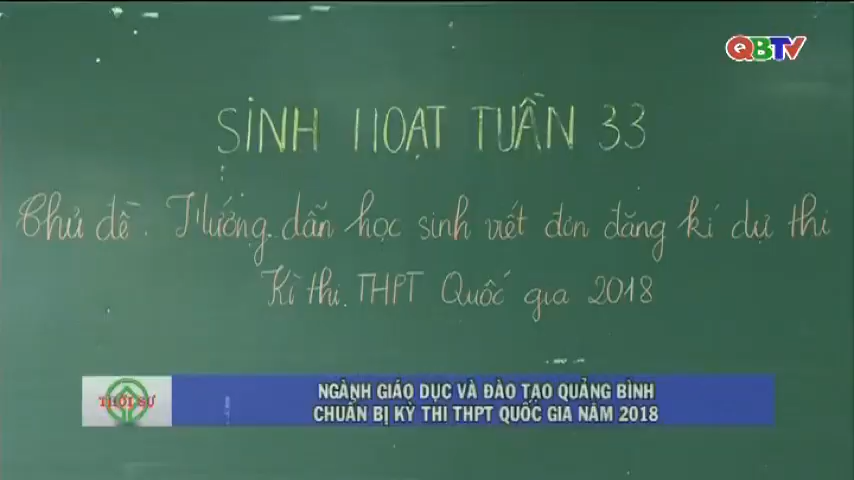 QBTV
SINH HOẠT TUẦN 33
Chủ đề: Hướng dẫn học sinh viết đơn đăng kí dự thi
Kì thi THPT Quốc gia 2018
THỜI SỰ
NGÀNH GIÁO DỤC VÀ ĐÀO TẠO QUẢNG BÌNH
CHUẨN BỊ KỲ THI THPT QUỐC GIA NĂM 2018